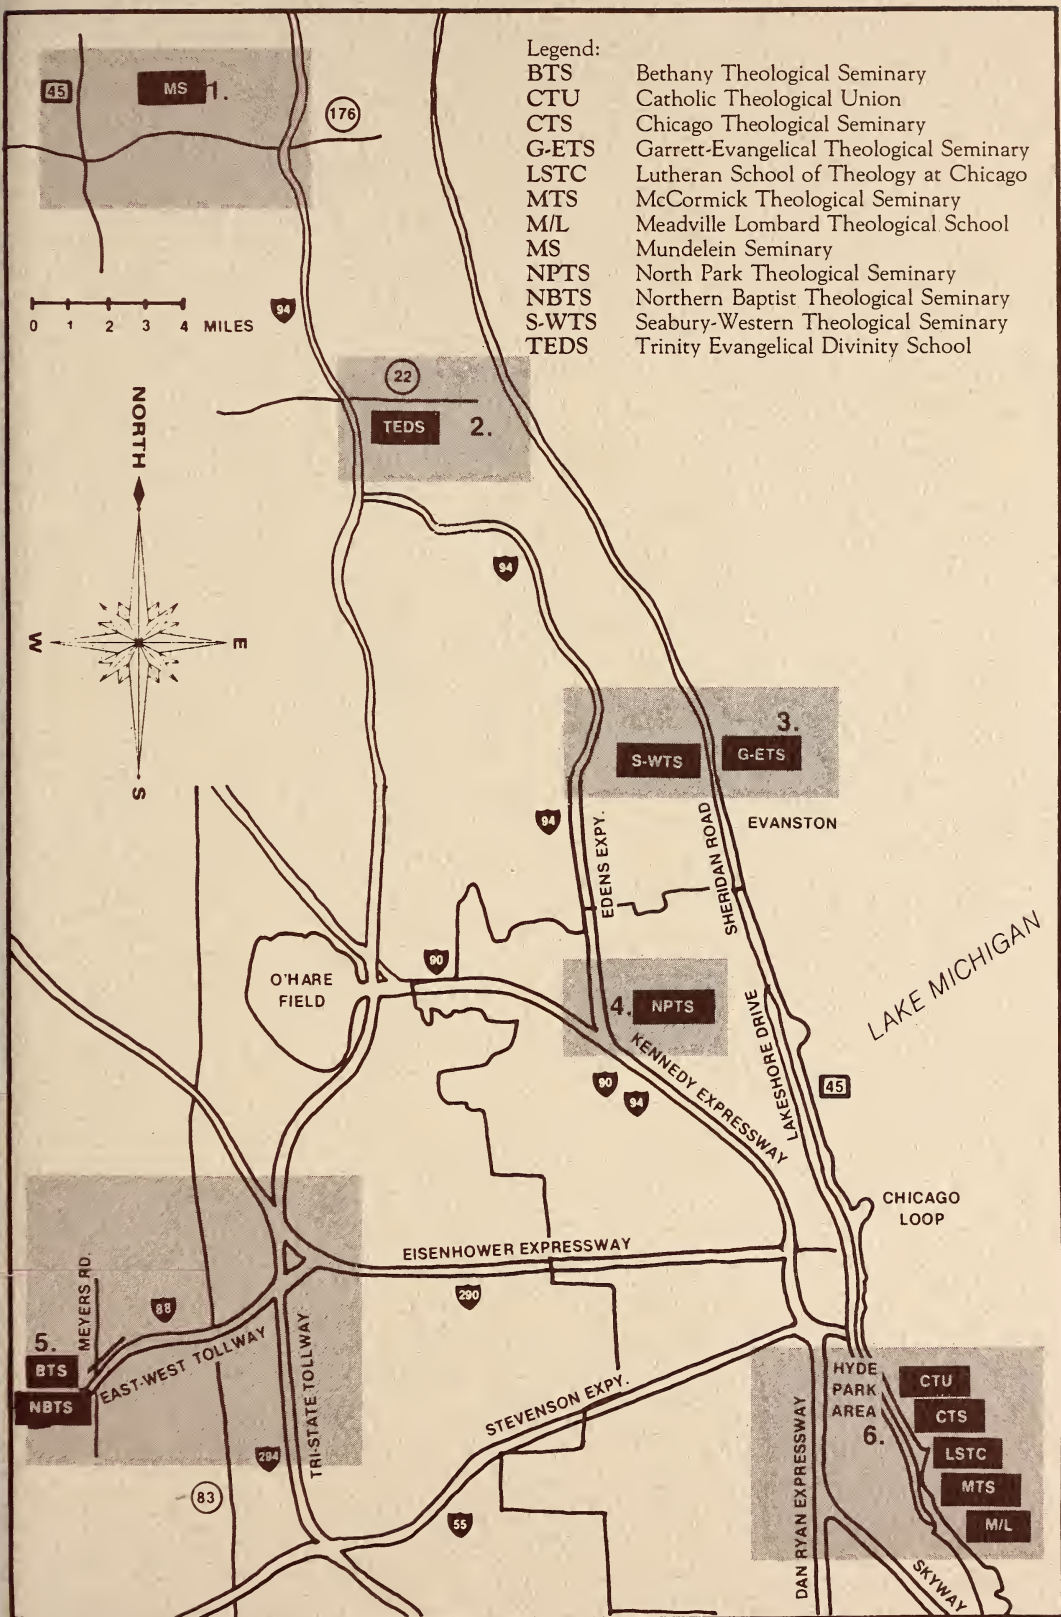 Legend:
BTS Bethany Theological Seminary
CTU Catholic Theological Union
CTS Chicago Theological Seminary
G-ETS Garrett-Evangelical Theological Seminary
LSTC Lutheran School of Theology at Chicago
MTS McCormick Theological Seminary
M/L Meadville Lombard Theological School
MS Mundelein Seminary
NPTS North Park Theological Seminary
NBTS Northern Baptist Theological Seminary
S-WTS Seabury-Western Theological Seminary
TEDS Trinity Evangelical Divinity School
45
MS 1.
176
0 1 2 3 4 MILES
94
22
TEDS 2.
NORTH
W
E
S
94
3.
S-WTS
G-ETS
94
EDENS EXPY.
SHERIDAN ROAD
EVANSTON
LAKE MICHIGAN
O'HARE
FIELD
90
4. NPTS
KENNEDY EXPRESSWAY
LAKESHORE DRIVE
90
94
45
CHICAGO
LOOP
EISENHOWER EXPRESSWAY
290
MEYERS RD.
88
5.
BTS
NBTS
EAST-WEST TOLLWAY
TRI-STATE TOLLWAY
294
83
STEVENSON EXPY.
55
HYDE
PARK
AREA
6.
CTU
CTS
LSTC
MTS
M/L
DAN RYAN EXPRESSWAY
SKYWAY